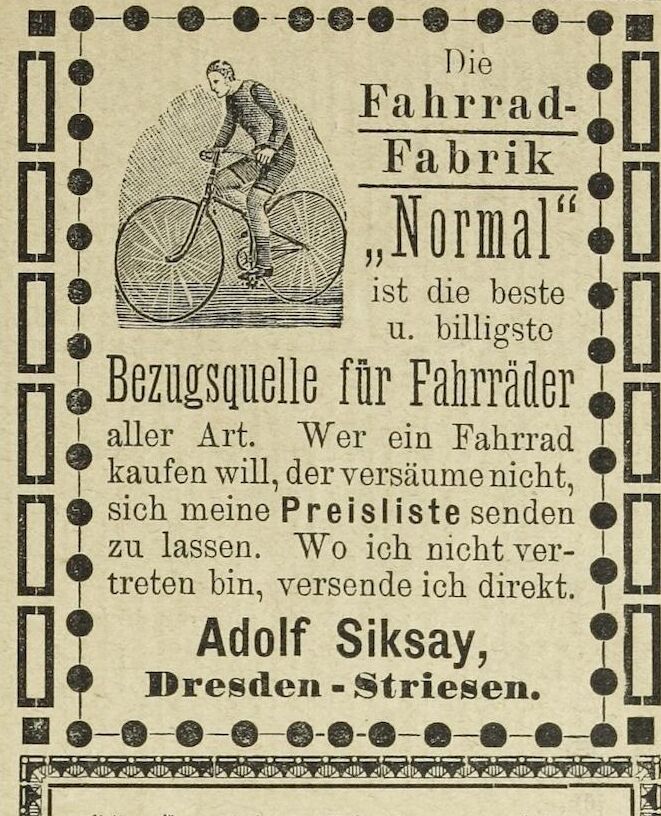 Die
Fahrrad-
Fabrik
„Normal“
ist die beste
u. billigste
Bezugsquelle für Fahrräder
aller Art. Wer ein Fahrrad
kaufen will, der versäume nicht,
sich meine Preisliste senden
zu lassen. Wo ich nicht ver-
treten bin, versende ich direkt.
Adolf Siksay,
Dresden - Striesen.